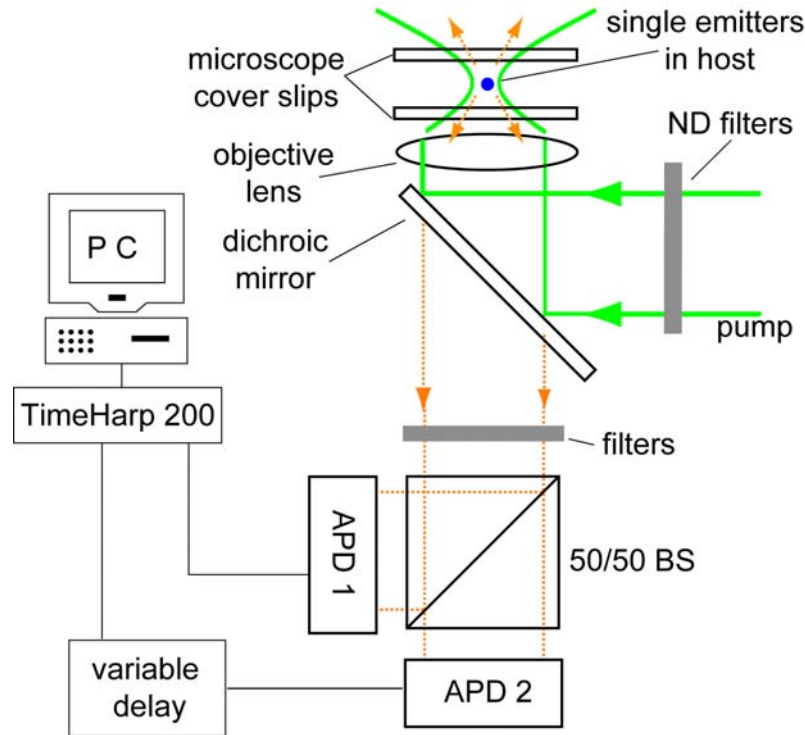 single emitters
in host
microscope
cover slips
ND filters
objective
lens
dichroic
mirror
P C
pump
TimeHarp 200
filters
APD 1
50/50 BS
variable
delay
APD 2